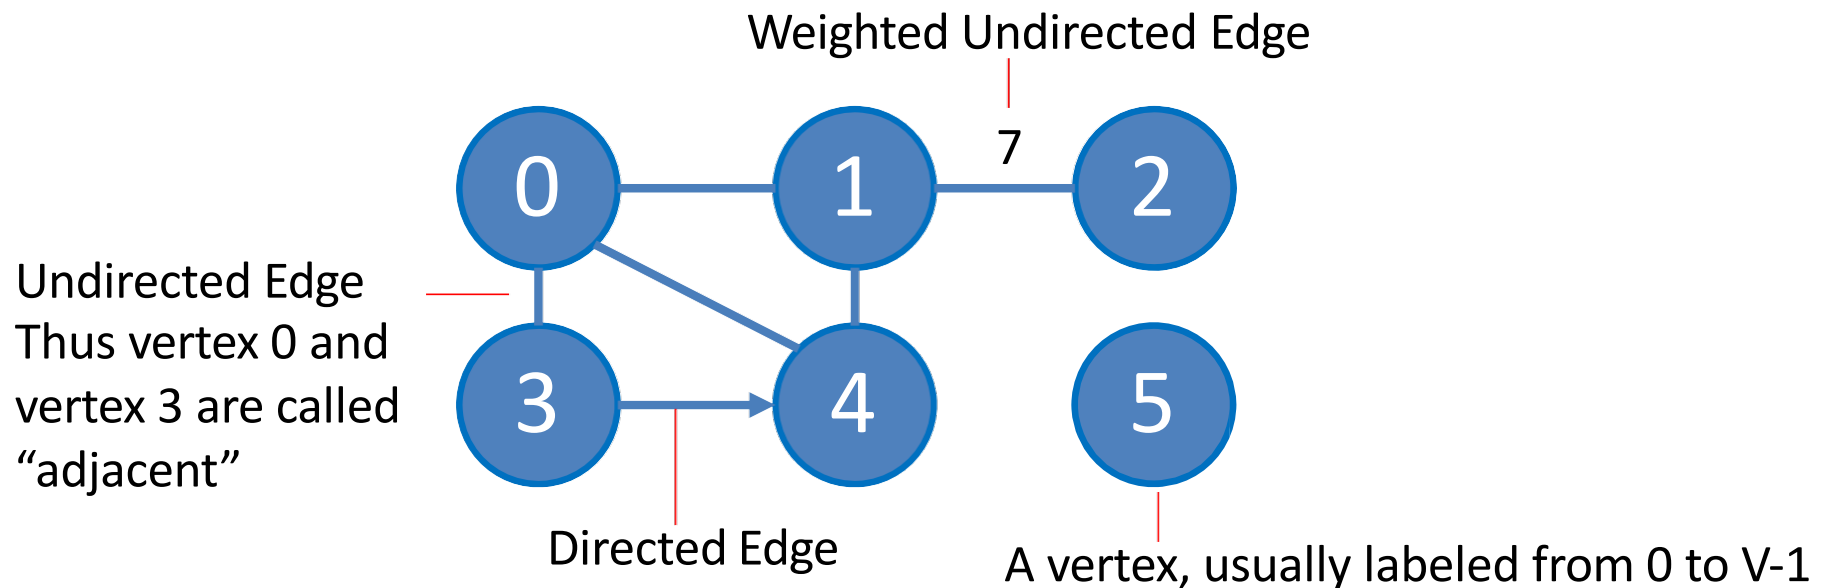 Weighted Undirected Edge
7
0
1
2
Undirected Edge
Thus vertex 0 and
vertex 3 are called
“adjacent”
3
4
5
Directed Edge
A vertex, usually labeled from 0 to V-1